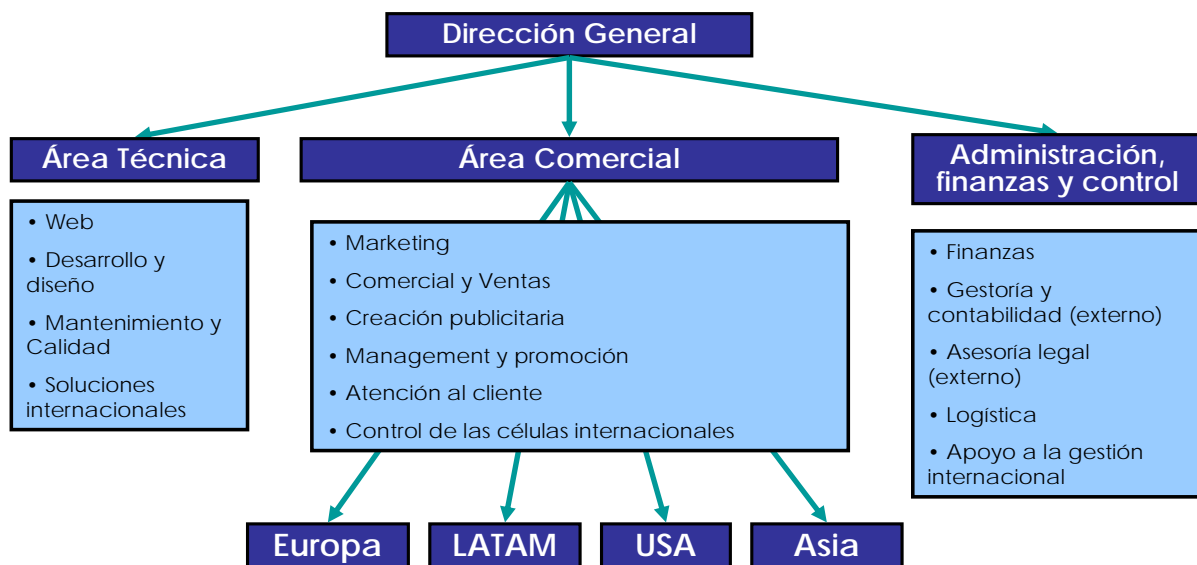 Dirección General
Área Técnica
• Web
• Desarrollo y
diseño
• Mantenimiento y
Calidad
• Soluciones
internacionales
Área Comercial
• Marketing
• Comercial y Ventas
• Creación publicitaria
• Management y promoción
• Atención al cliente
• Control de las células internacionales
Administración,
finanzas y control
• Finanzas
• Gestoría y
contabilidad (externo)
• Asesoría legal
(externo)
• Logística
• Apoyo a la gestión
internacional
Europa
LATAM
USA
Asia